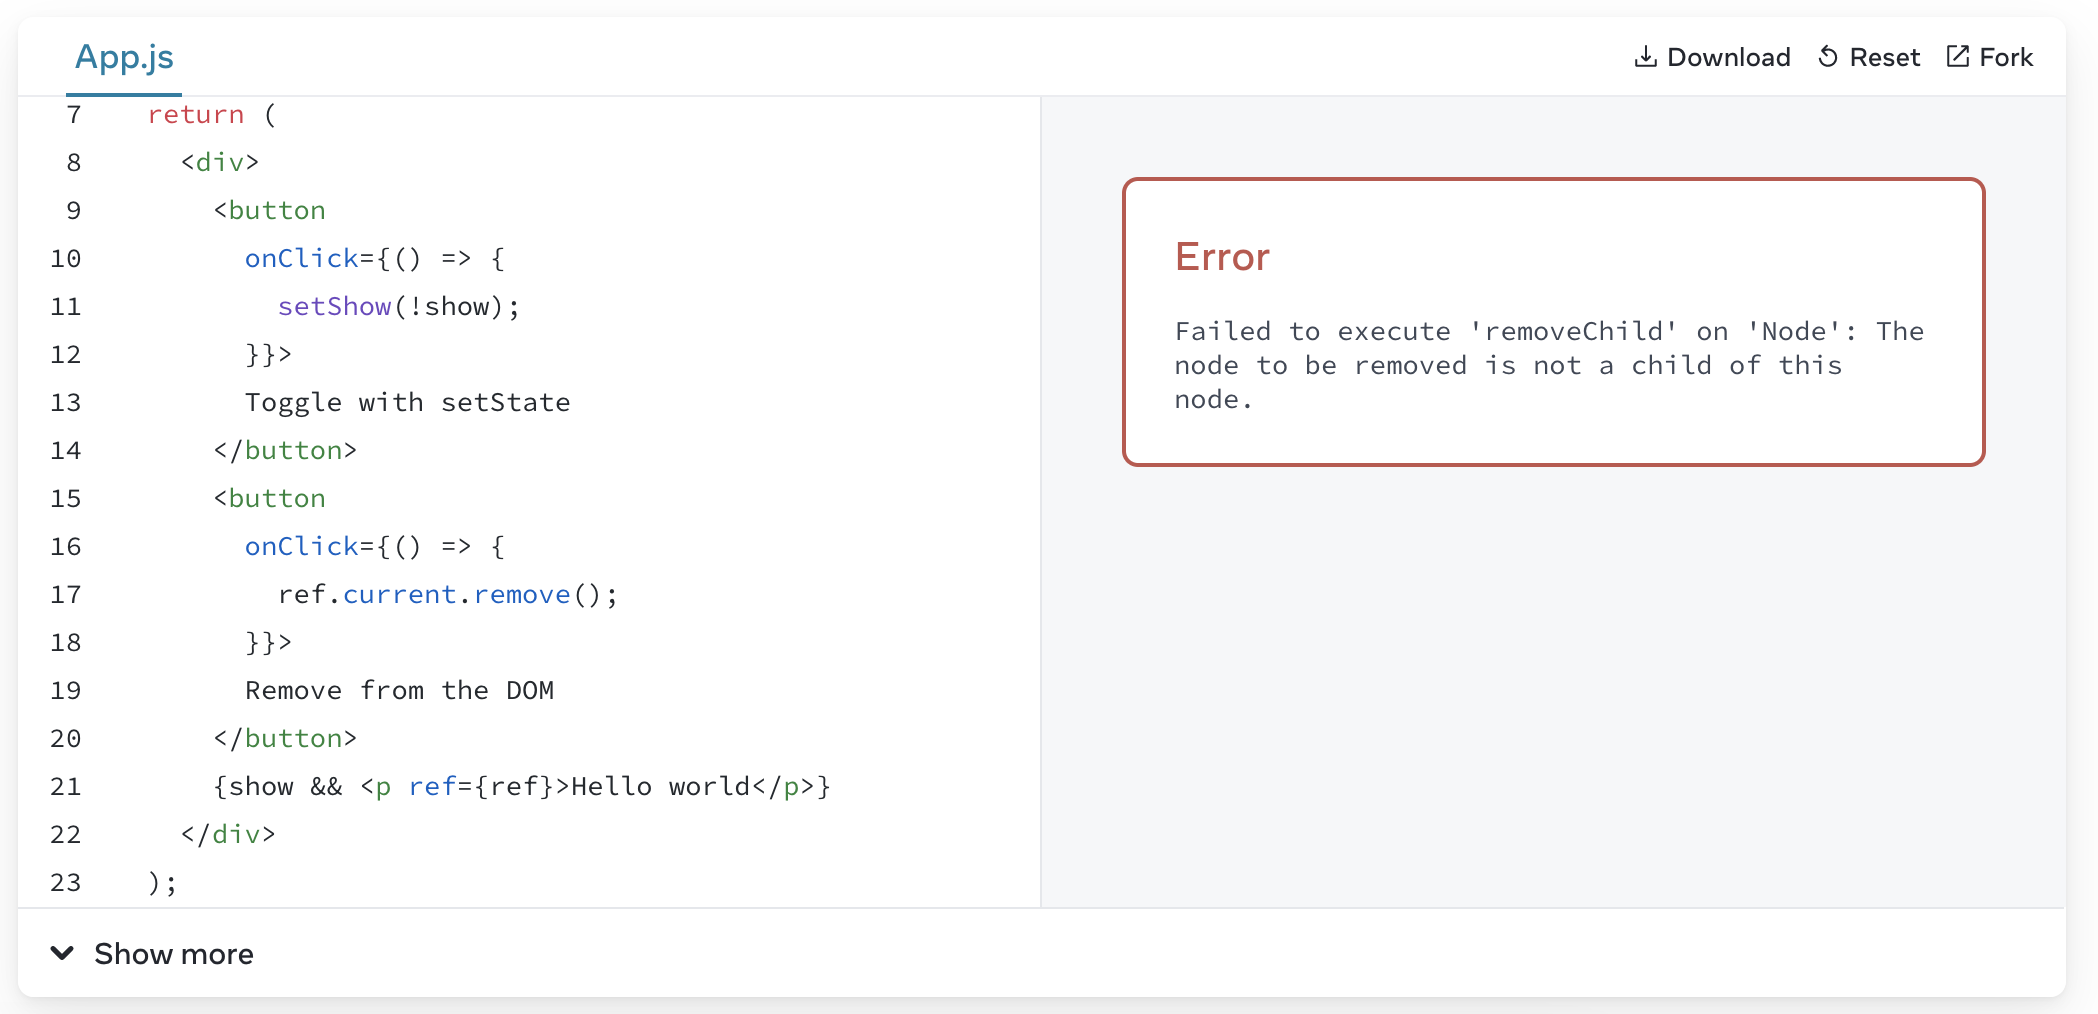 App.js
Download Reset Fork
7 return (
8 <div>
9 <button
10 onClick={() => {
11 setShow(!show);
12 }}>
13 Toggle with setState
14 </button>
15 <button
16 onClick={() => {
17 ref.current.remove();
18 }}>
19 Remove from the DOM
20 </button>
21 {show && <p ref={ref}>Hello world</p>}
22 </div>
23 );
Error
Failed to execute 'removeChild' on 'Node': The
node to be removed is not a child of this
node.
Show more